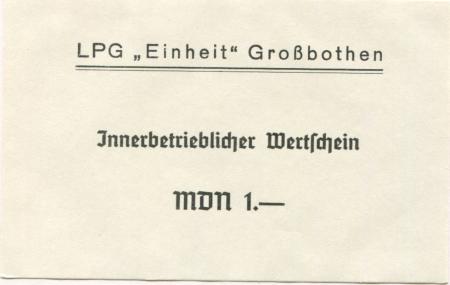 LPG „Einheit“ Großbothen
Innerbetrieblicher Wertschein
MDN 1.—